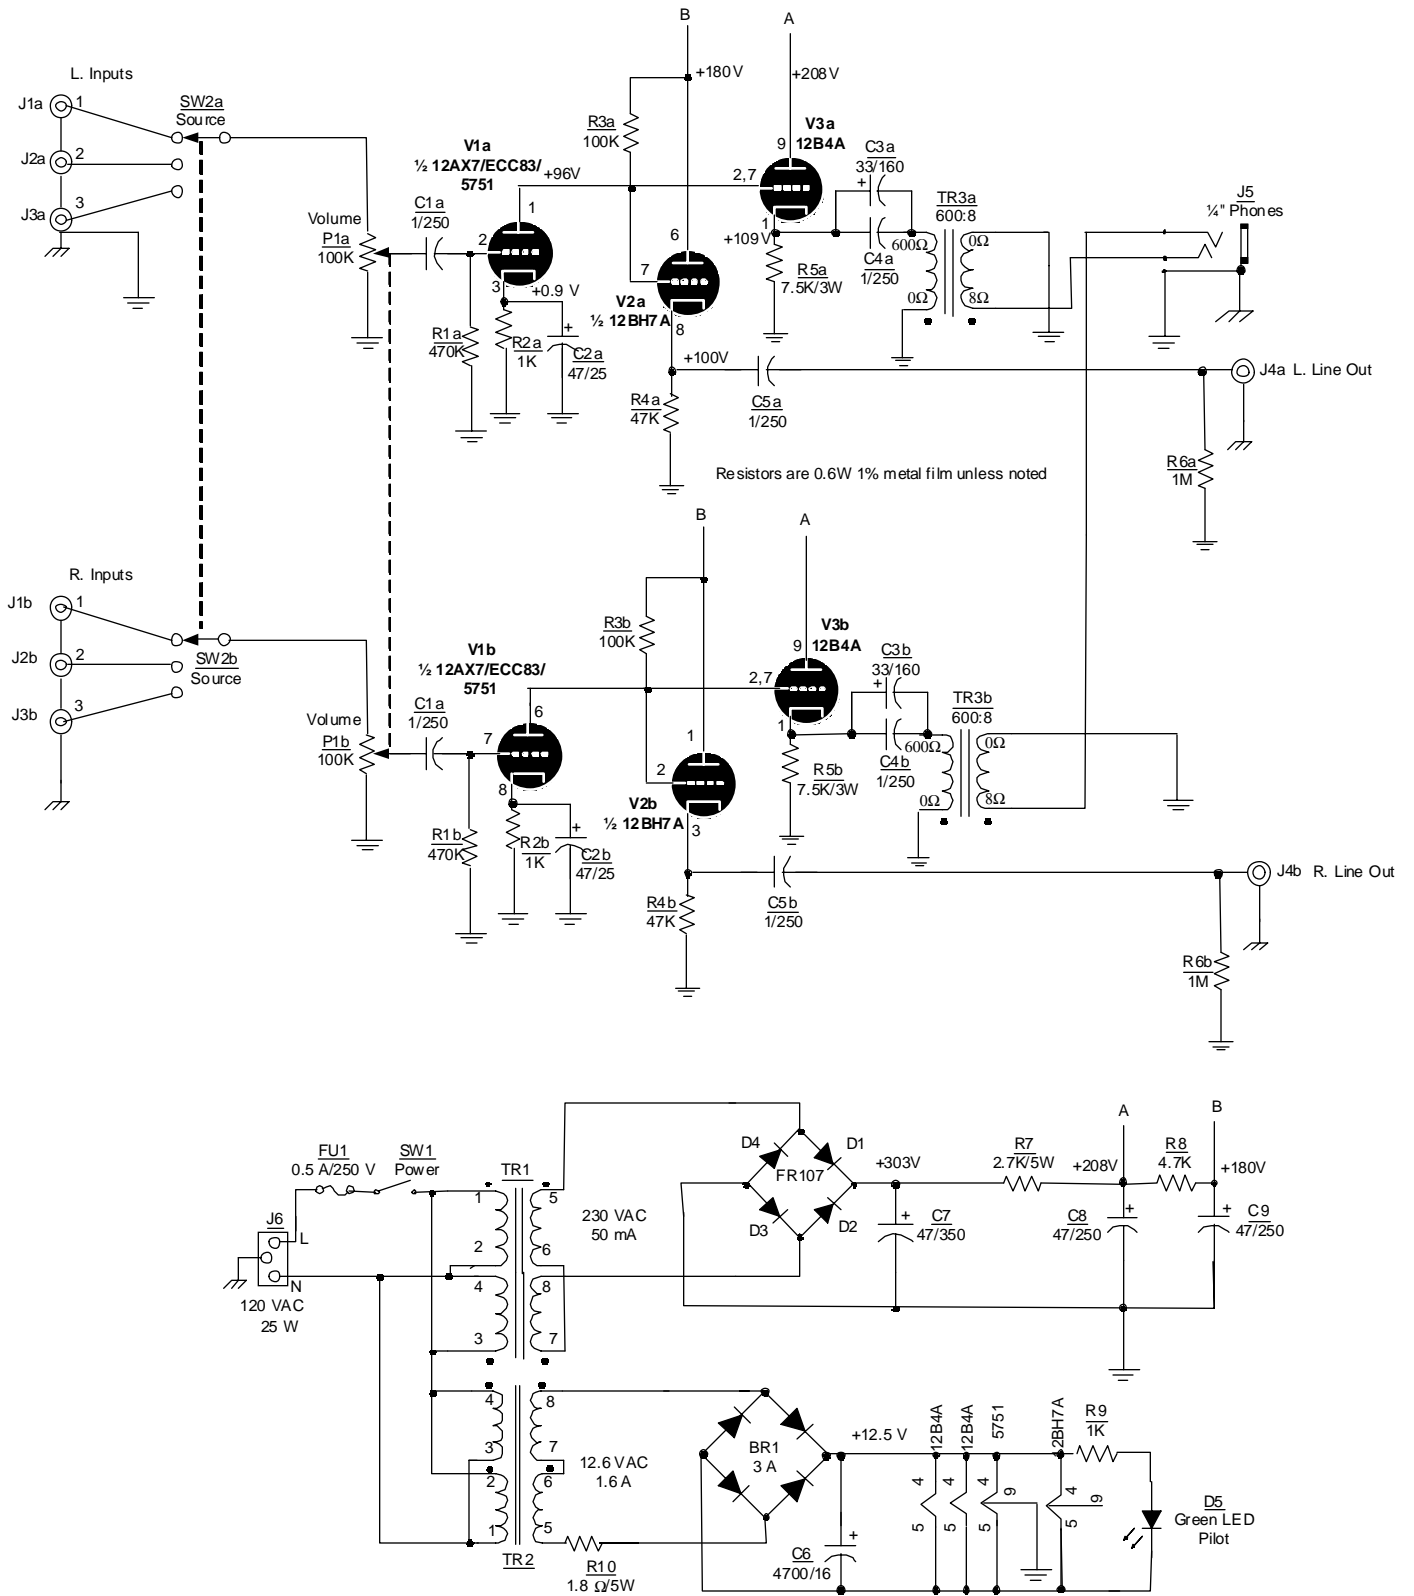 B
A
L. Inputs
+180V
+208V
J1a
1
SW2a
Source
R3a
100K
V3a
12B4A
V1a
½ 12AX7/ECC83/
5751
9
C3a
33/160
+
J2a
2
+96V
2,7
J3a
3
C1a
1/250
1
TR3a
600:8
J5
¼" Phones
Volume
P1a
100K
2
6
1
+109V
600Ω
0Ω
C4a
1/250
3
+0.9 V
7
R5a
7.5K/3W
V2a
½ 12BH7A
0Ω
8Ω
R1a
470K
R2a
1K
+
C2a
47/25
8
+100V
J4a L. Line Out
R4a
47K
C5a
1/250
R6a
1M
Resistors are 0.6W 1% metal film unless noted
B
A
R. Inputs
J1b
1
R3b
100K
V3b
12B4A
V1b
½ 12AX7/ECC83/
5751
9
C3b
33/160
+
J2b
2
SW2b
Source
2,7
J3b
3
C1a
1/250
6
TR3b
600:8
Volume
P1b
100K
7
1
1
600Ω
0Ω
C4b
1/250
8
2
R5b
7.5K/3W
V2b
½ 12BH7A
0Ω
8Ω
R1b
470K
R2b
1K
+
C2b
47/25
3
J4b R. Line Out
R4b
47K
C5b
1/250
R6b
1M
A
B
FU1
0.5 A/250 V
SW1
Power
TR1
D4
D1
FR107
+303V
R7
2.7K/5W
+208V
R8
4.7K
+180V
1
5
J6
L
2
230 VAC
50 mA
6
D3
D2
+
C7
47/350
+
C8
47/250
+
C9
47/250
N
4
8
120 VAC
25 W
3
7
4
8
12B4A
12B4A
5751
2BH7A
R9
1K
3
7
12.6 VAC
1.6 A
BR1
3 A
+12.5 V
2
6
4
4
4
9
4
9
1
5
5
5
5
5
D5
Green LED
Pilot
TR2
R10
1.8 Ω/5W
+
C6
4700/16